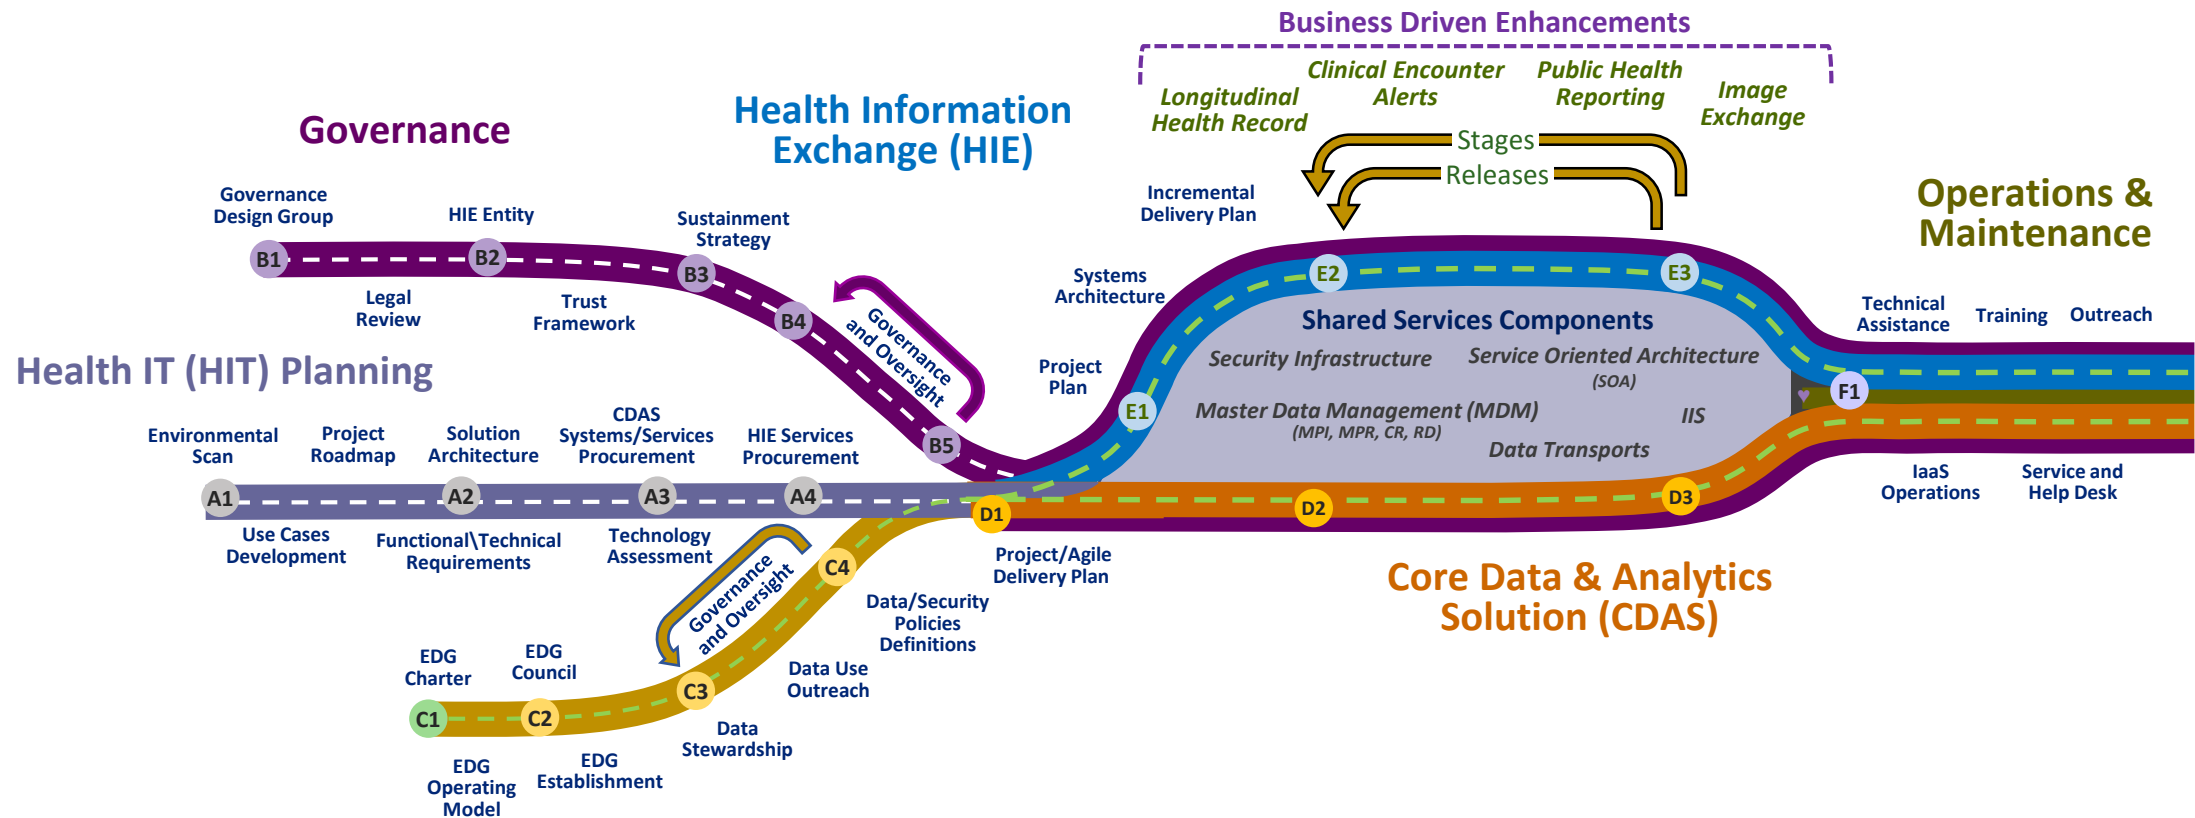 Business Driven Enhancements
Longitudinal
Health Record
Clinical Encounter
Alerts
Public Health
Reporting
Image
Exchange
Stages
Releases
Governance
Health Information
Exchange (HIE)
Operations &
Maintenance
Governance
Design Group
HIE Entity
Sustainment
Strategy
Legal
Review
Trust
Framework
B1
B2
B3
B4
B5
Governance
and Oversight
Incremental
Delivery Plan
Systems
Architecture
Project
Plan
E1
E2
E3
Shared Services Components
Security Infrastructure
Service Oriented Architecture
(SOA)
Master Data Management (MDM)
(MPI, MPR, CR, RD)
IIS
Data Transports
Technical
Assistance
Training
Outreach
F1
IaaS
Operations
Service and
Help Desk
Health IT (HIT) Planning
Environmental
Scan
Project
Roadmap
Solution
Architecture
CDAS
Systems/Services
Procurement
HIE Services
Procurement
A1
A2
A3
A4
D1
D2
D3
Use Cases
Development
Functional\Technical
Requirements
Technology
Assessment
Project/Agile
Delivery Plan
Core Data & Analytics
Solution (CDAS)
Governance
and Oversight
C4
Data/Security
Policies
Definitions
Data Use
Outreach
EDG
Charter
EDG
Council
C1
C2
C3
Data
Stewardship
EDG
Operating
Model
EDG
Establishment